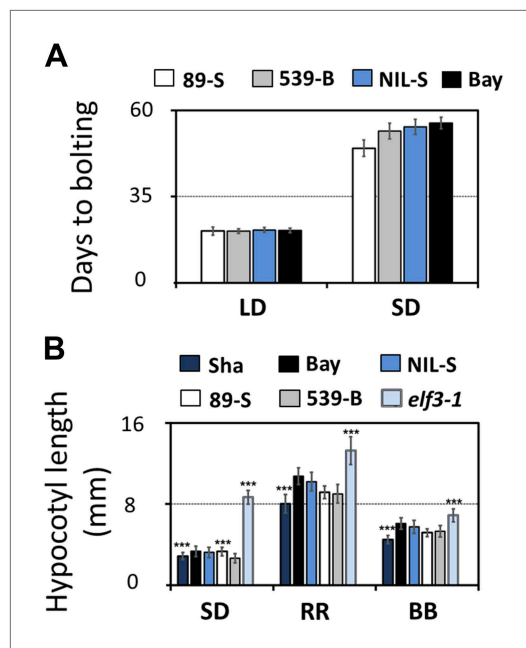 A
89-S 539-B NIL-S Bay
Days to bolting
60
35
0
LD SD
B
Sha Bay NIL-S
89-S 539-B elf3-1
Hypocotyl length
(mm)
16
8
0
*** *** *** *** *** *** ***
SD RR BB